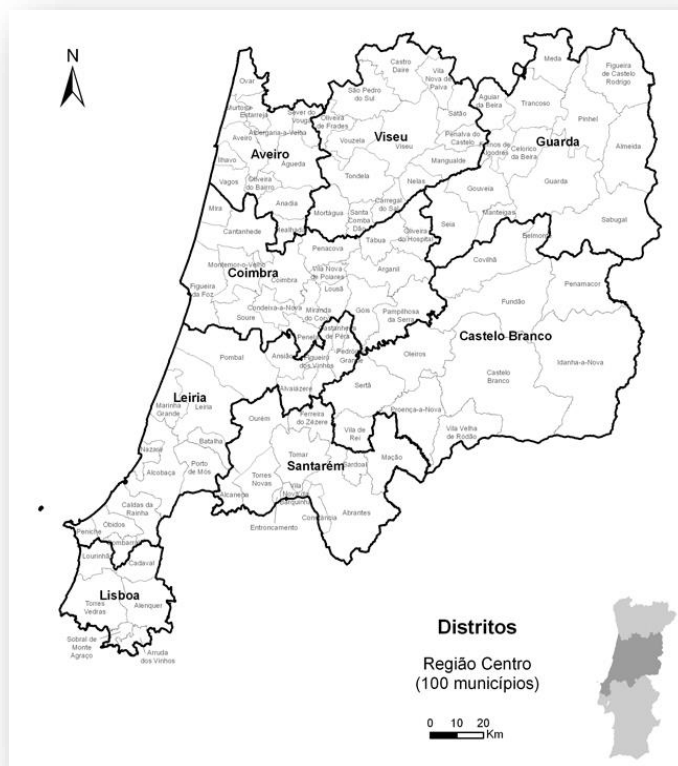 N
Ovar
Murtosa
Estarreja
Sever do
Vouga
Albergaria-a-Velha
Aveiro
Aveiro
Ílhavo
Águeda
Vagos
Oliveira
do Bairro
Anadia
Mealhada
Castro
Daire
Vila
Nova de
Paiva
São Pedro
do Sul
Oliveira
de Frades
Viseu
Viseu
Vouzela
Satão
Penalva do
Castelo
Mangualde
Tondela
Nelas
Carregal
do Sal
Mortágua
Santa
Comba
Dão
Meda
Figueira
de Castelo
Rodrigo
Aguiar
da Beira
Trancoso
Pinhel
Guarda
Almeida
Celorico
da Beira
Guarda
Gouveia
Manteigas
Seia
Sabugal
Mira
Cantanhede
Penacova
Tábua
Oliveira
do Hospital
Montemor-o-Velho
Coimbra
Coimbra
Vila Nova
de Poiares
Arganil
Figueira
da Foz
Lousã
Condeixa-a-Nova
Miranda
do Corvo
Soure
Góis
Pampilhosa
da Serra
Belmonte
Covilhã
Penamacor
Fundão
Castelo Branco
Oleiros
Castelo
Branco
Idanha-a-Nova
Sertã
Proença-a-Nova
Vila de
Rei
Vila Velha
de Ródão
Castanheira
de Pêra
Pedrógão
Grande
Ansião
Figueiró
dos Vinhos
Pombal
Alvaiázere
Leiria
Leiria
Marinha
Grande
Batalha
Nazaré
Alcobaça
Porto
de Mós
Caldas da
Rainha
Óbidos
Peniche
Bombarral
Ourém
Ferreira
do Zêzere
Tomar
Santarém
Sardoal
Mação
Torres
Novas
Alcanena
Vila
Nova da
Barquinha
Abrantes
Constância
Entroncamento
Lourinhã
Cadaval
Lisboa
Torres
Vedras
Alenquer
Sobral de
Monte
Agraço
Arruda
dos Vinhos
Distritos
Região Centro
(100 municípios)
0 10 20
Km